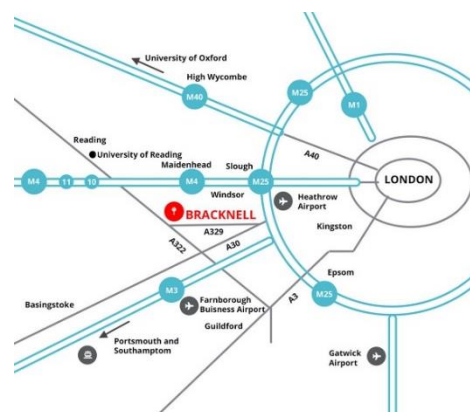 University of Oxford
High Wycombe
M25
M40
M1
A40
Reading
University of Reading
Maidenhead
Slough
M4
11
10
M4
M25
LONDON
Windsor
Heathrow
Airport
BRACKNELL
Kingston
A329
A322
A30
Epsom
M3
M25
A3
Basingstoke
Farnborough
Buisiness Airport
Guildford
Portsmouth and
Southamptom
Gatwick
Airport